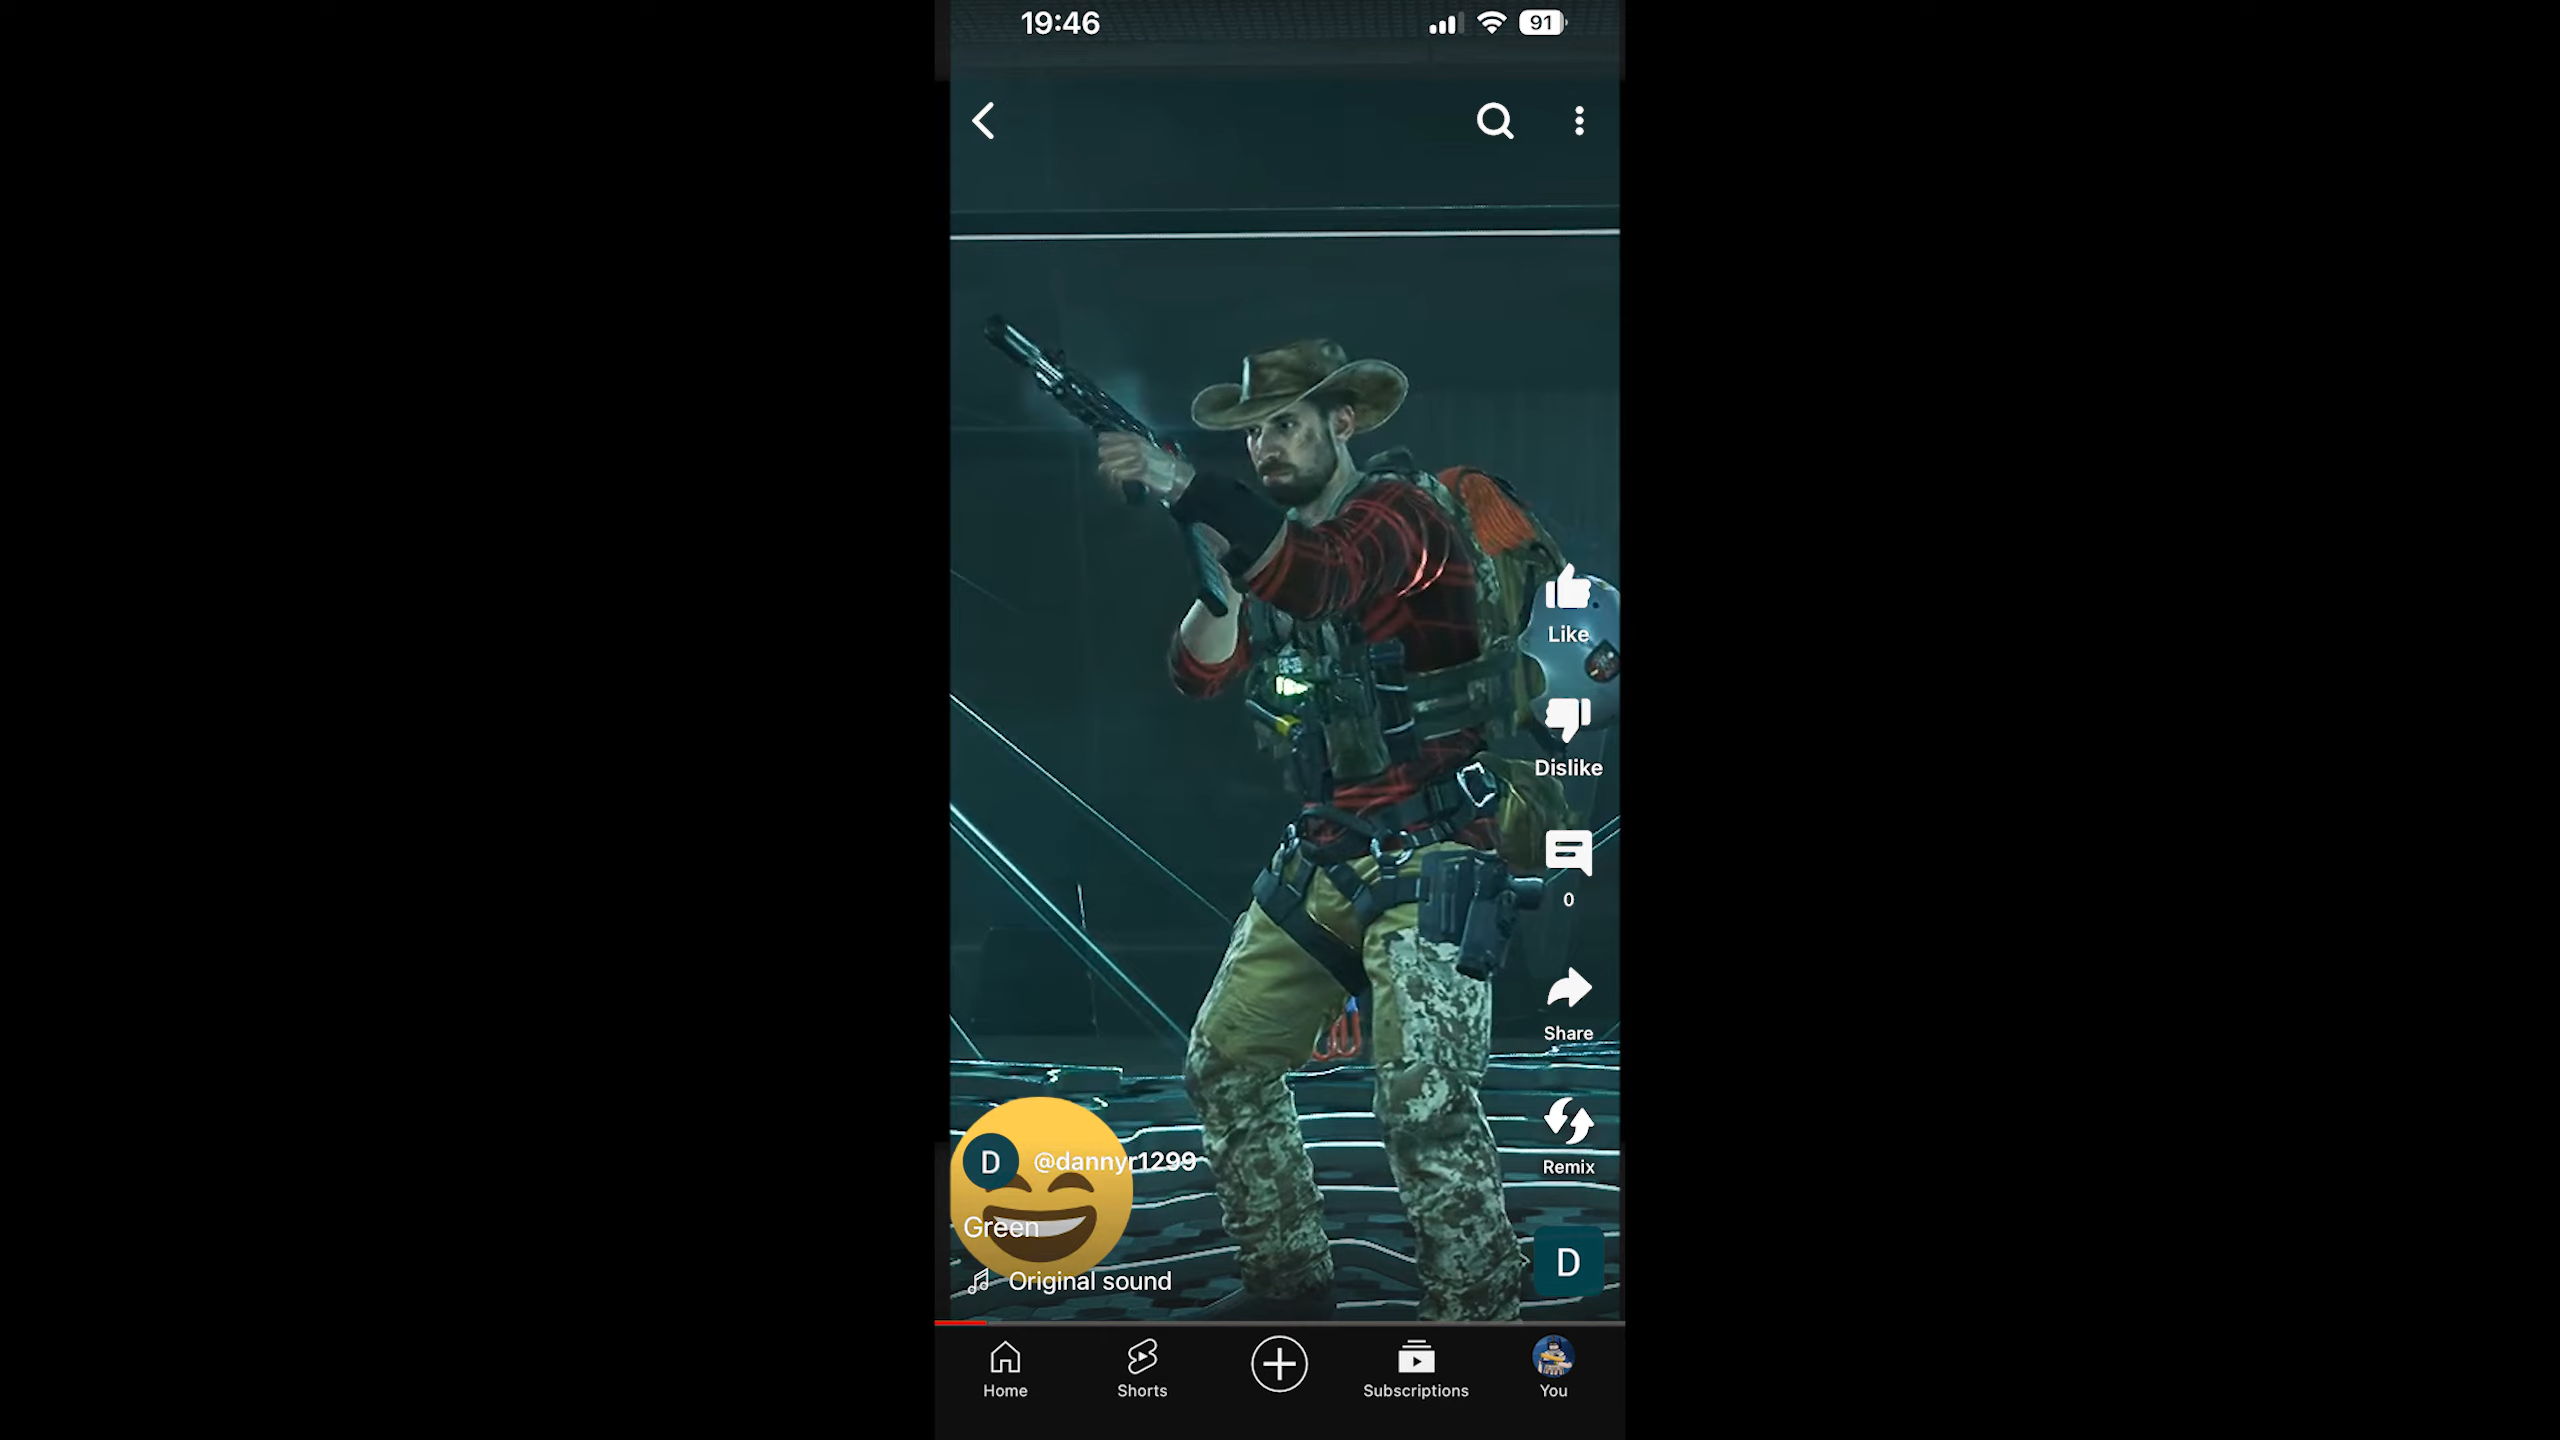 19:46
91
Like
Dislike
0
Share
Remix
D @dannyr1299
Green
Original sound
D
Home
Shorts
Subscriptions
You